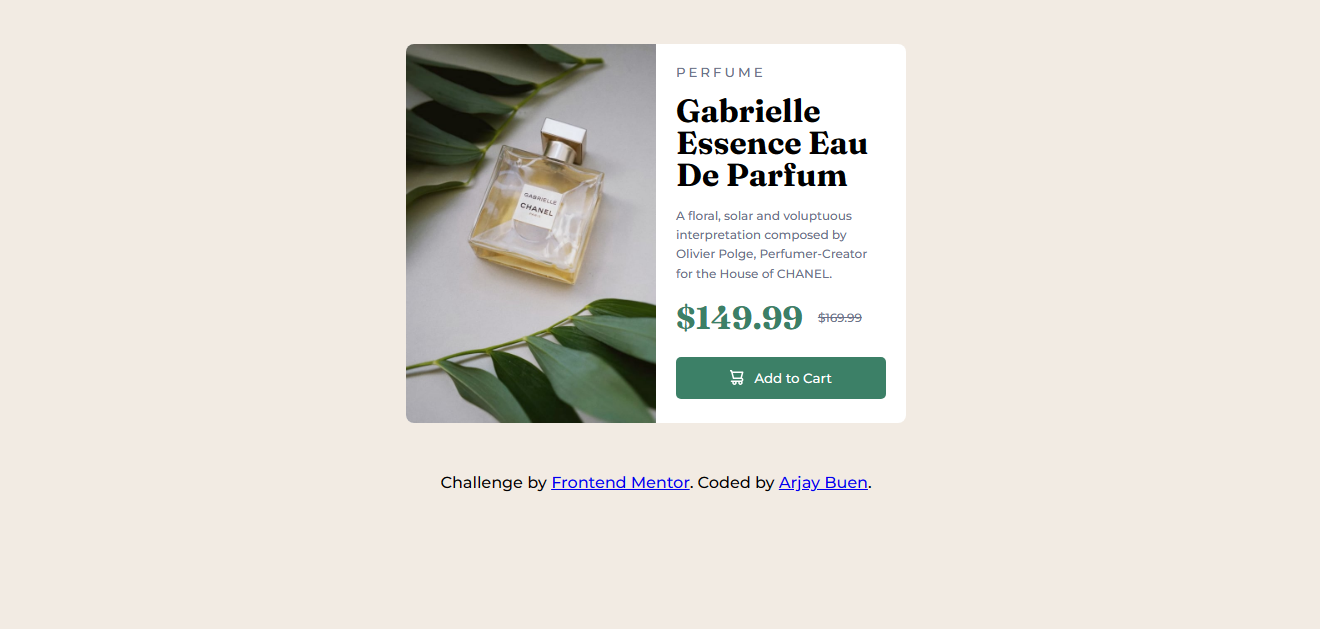 GABRIELLE
CHANEL
PARIS
PERFUME
Gabrielle
Essence Eau
De Parfum
A floral, solar and voluptuous
interpretation composed by
Olivier Polge, Perfumer-Creator
for the House of CHANEL.
$149.99 $169.99
Add to Cart
Challenge by Frontend Mentor. Coded by Arjay Buen.